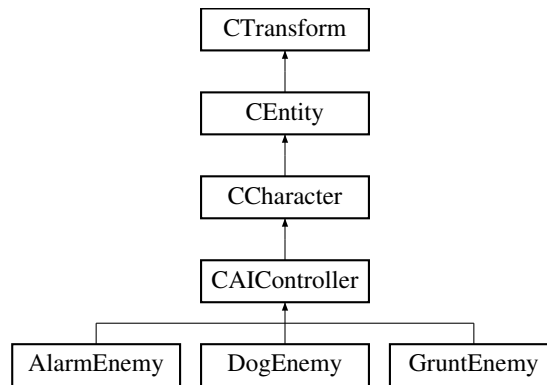 CTransform
CEntity
CCharacter
CAIController
AlarmEnemy DogEnemy GruntEnemy